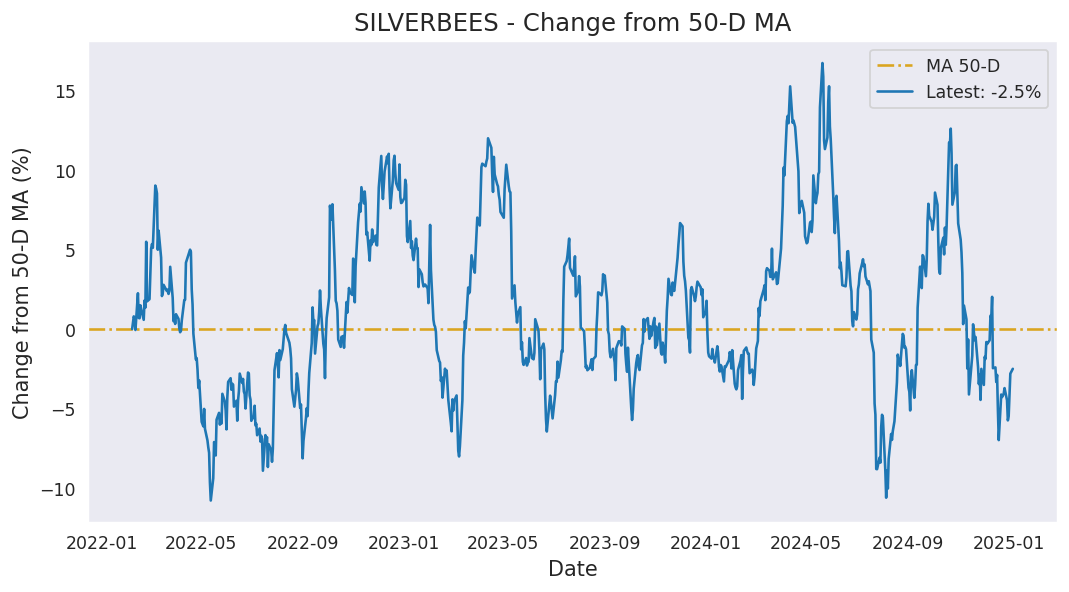 SILVERBEES - Change from 50-D MA
MA 50-D
Latest: -2.5%
Change from 50-D MA (%)
15
10
5
0
−5
−10
2022-01 2022-05 2022-09 2023-01 2023-05 2023-09 2024-01 2024-05 2024-09 2025-01
Date